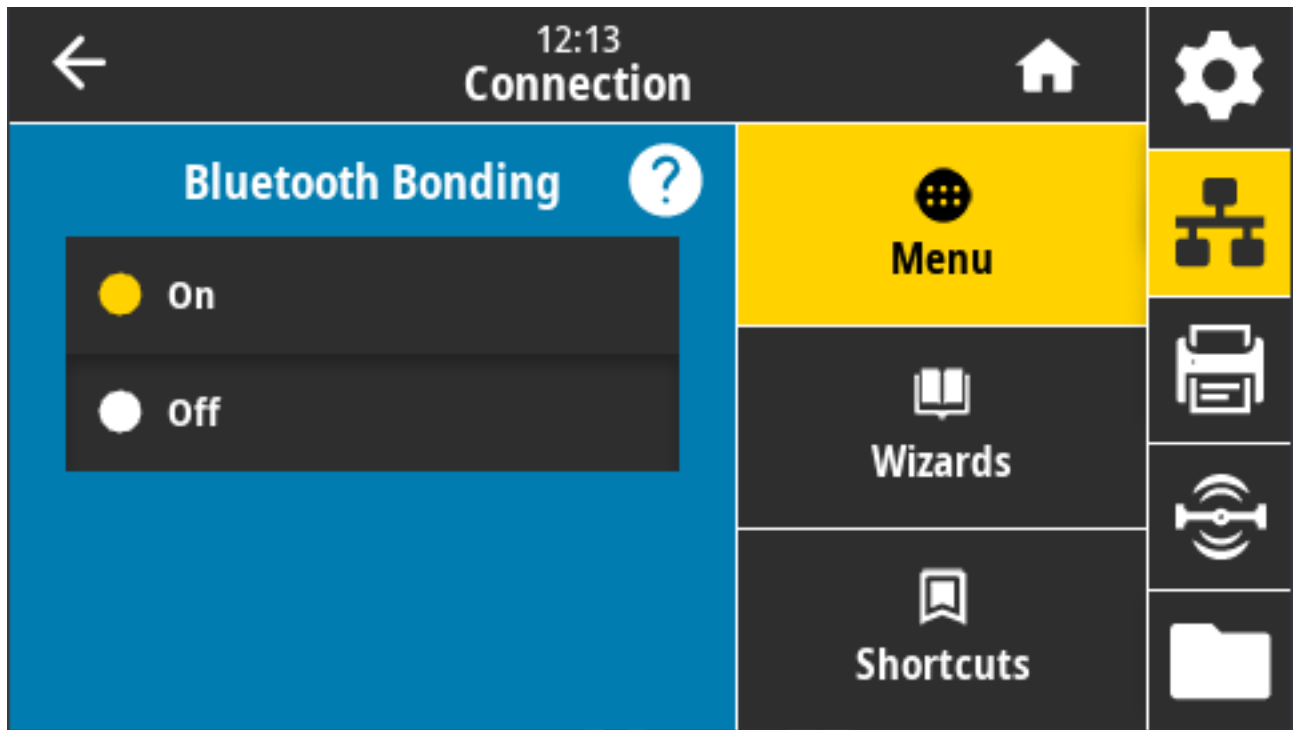 12:13
Connection
Bluetooth Bonding
?
On
Off
Menu
Wizards
Shortcuts